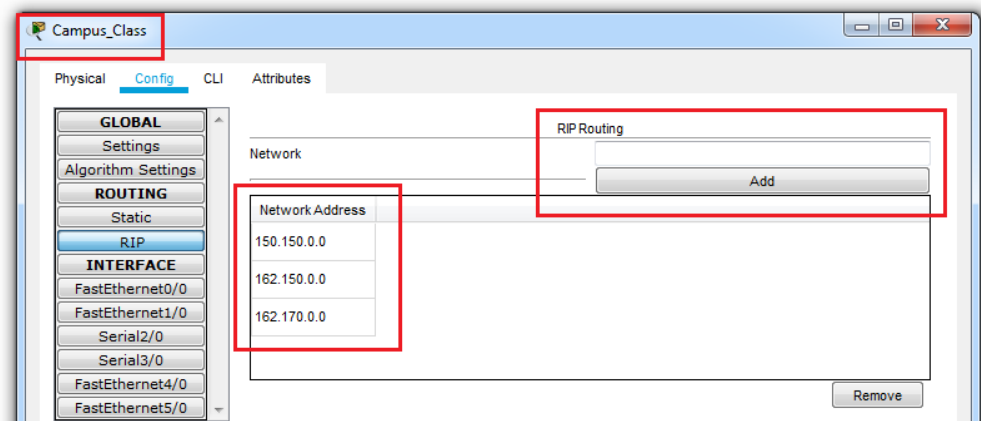 Campus_Class
Physical Config CLI Attributes
GLOBAL
Settings
Algorithm Settings
ROUTING
Static
RIP
INTERFACE
FastEthernet0/0
FastEthernet1/0
Serial2/0
Serial3/0
FastEthernet4/0
FastEthernet5/0
RIP Routing
Network
Add
Network Address
150.150.0.0
162.150.0.0
162.170.0.0
Remove